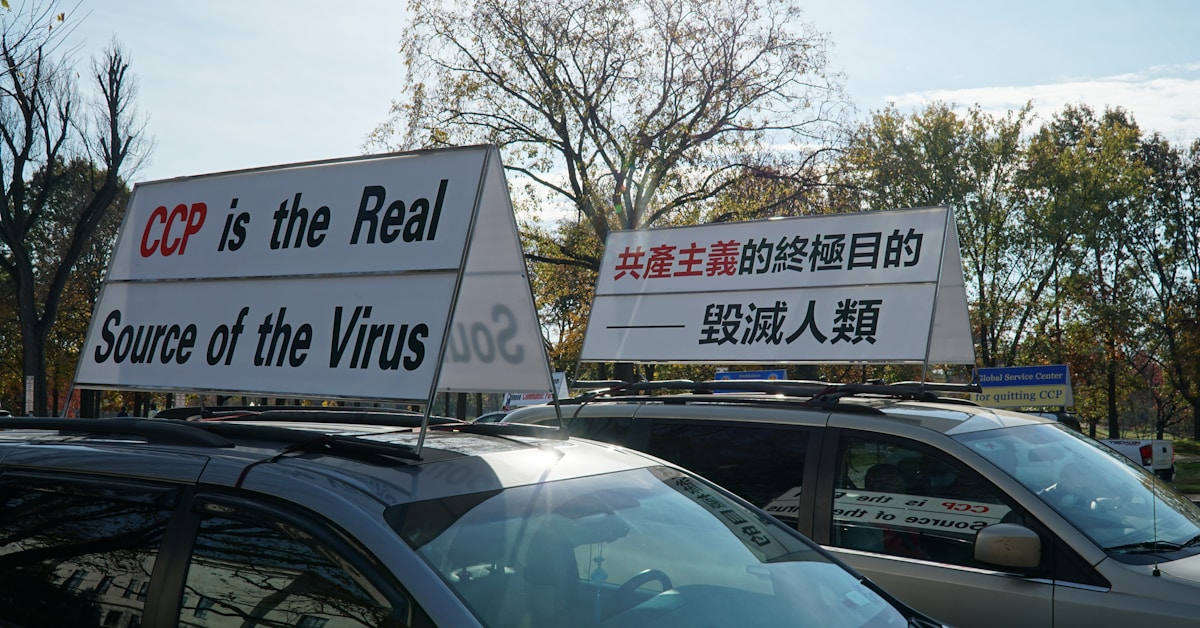 CCP is the Real
Source of the Virus
共產主義的終極目的
—— 毀滅人類
Global Service Center
for quitting CCP